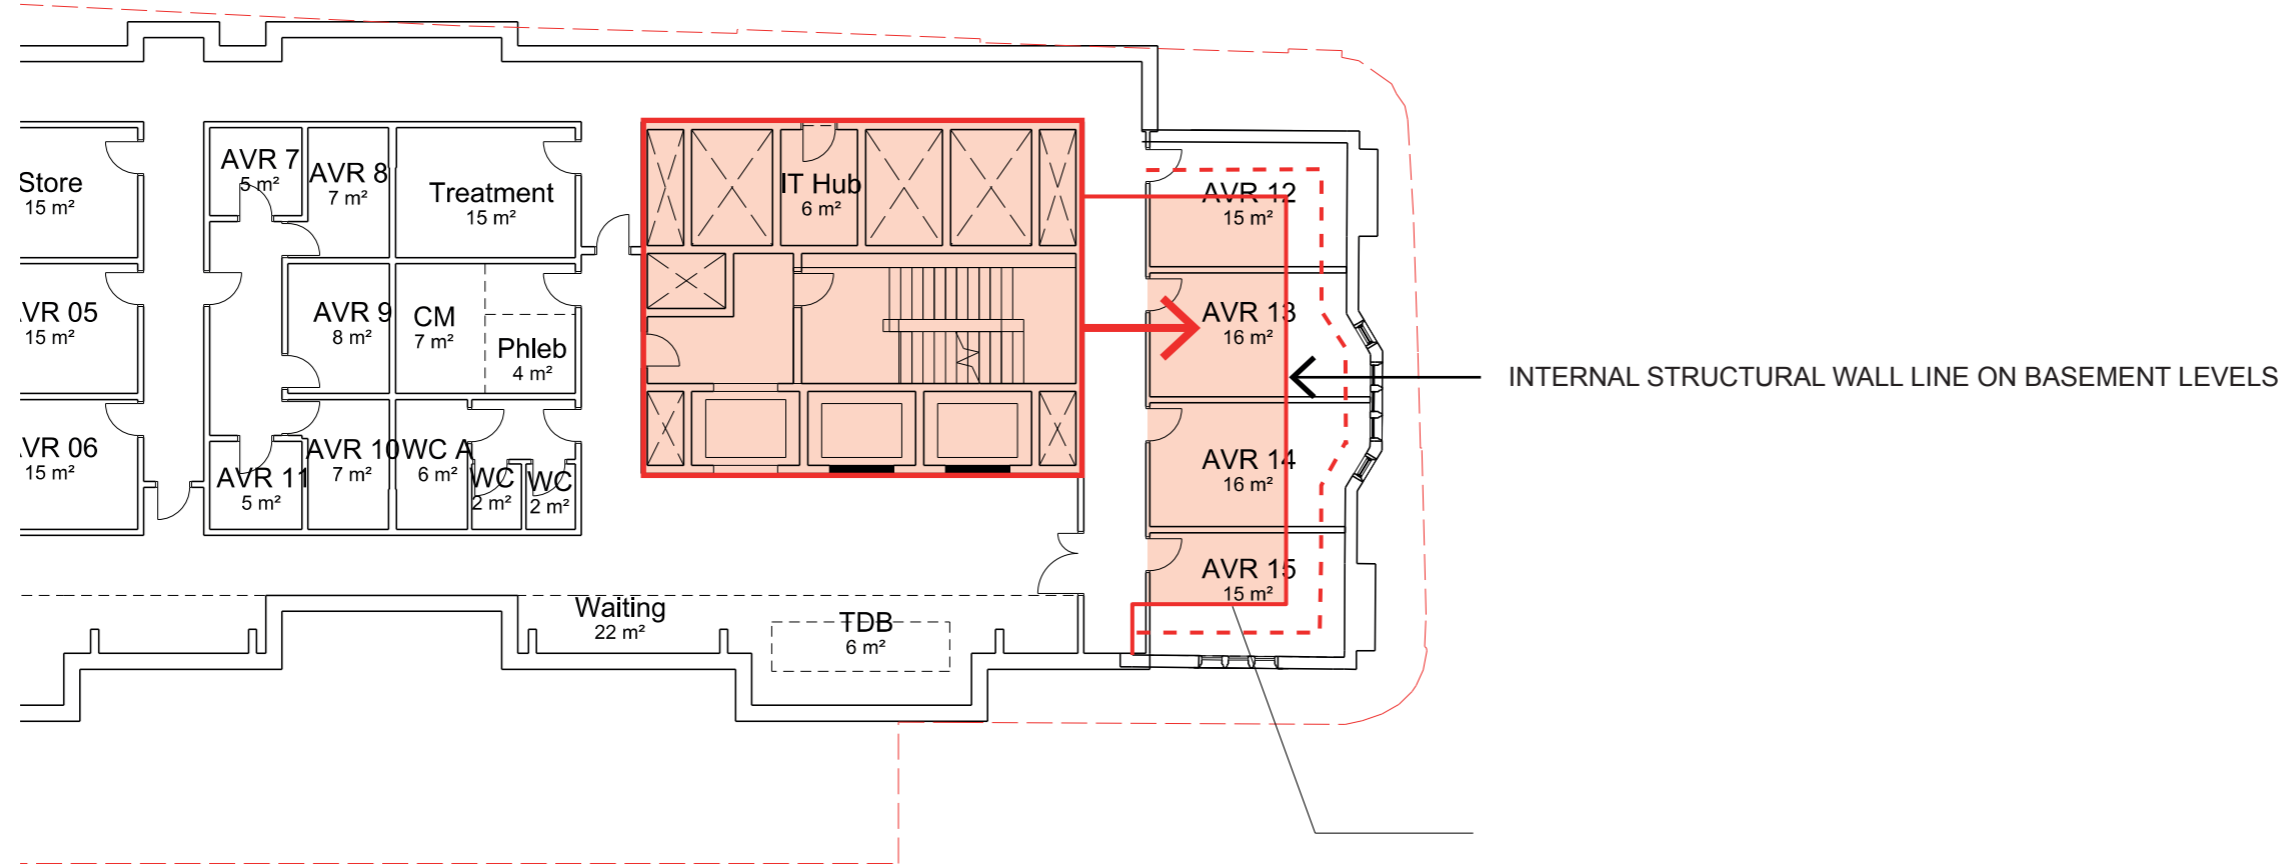 AVR 7
5 m²
AVR 8
7 m²
Treatment
15 m²
Store
15 m²
IT Hub
6 m²
AVR 12
15 m²
AVR 05
15 m²
AVR 9
8 m²
CM
7 m²
Phleb
4 m²
AVR 13
16 m²
INTERNAL STRUCTURAL WALL LINE ON BASEMENT LEVELS
AVR 06
15 m²
AVR 11
5 m²
AVR 10
7 m²
WC A
6 m²
WC
2 m²
WC
2 m²
AVR 14
16 m²
AVR 15
15 m²
Waiting
22 m²
TDB
6 m²